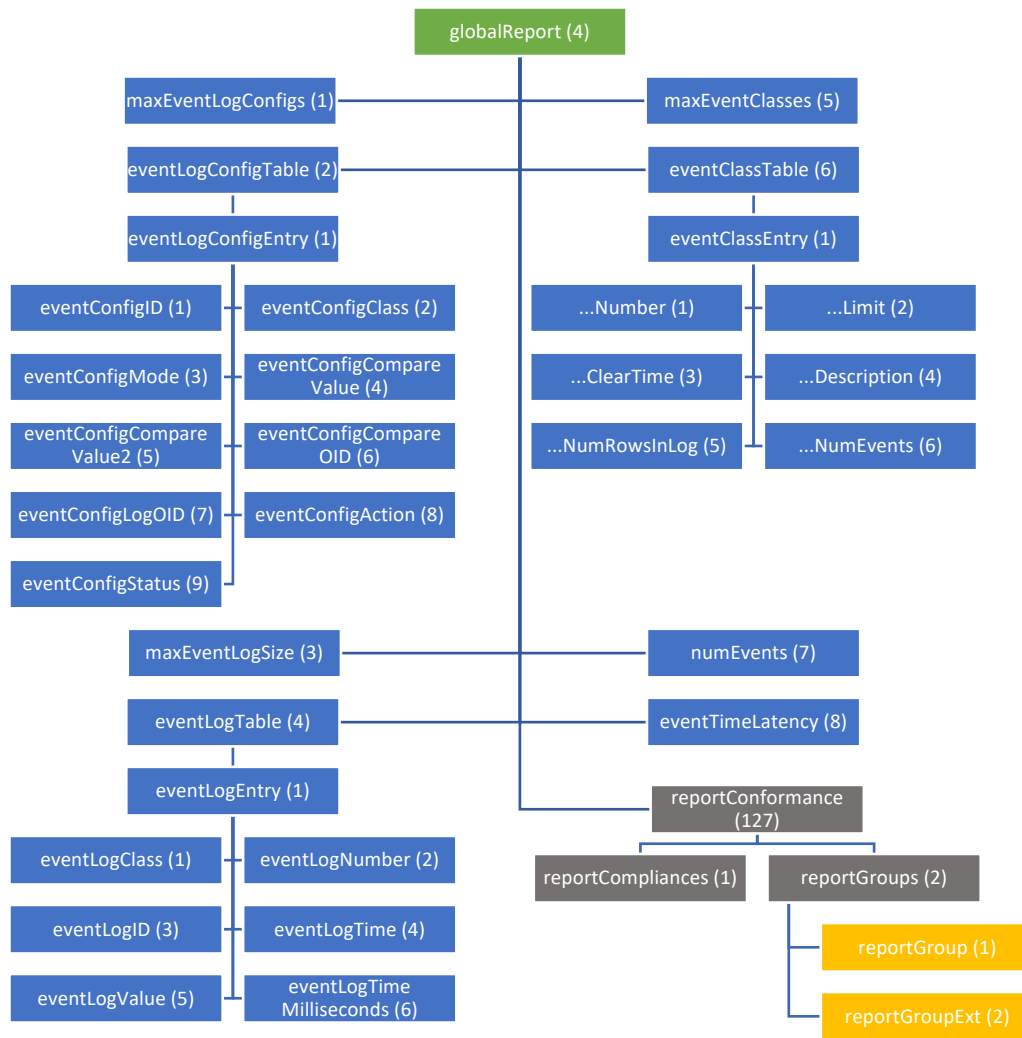 globalReport (4)
maxEventLogConfigs (1)
maxEventClasses (5)
eventLogConfigTable (2)
eventClassTable (6)
eventLogConfigEntry (1)
eventClassEntry (1)
eventConfigID (1)
eventConfigClass (2)
...Number (1)
...Limit (2)
eventConfigMode (3)
eventConfigCompare
Value (4)
...ClearTime (3)
...Description (4)
eventConfigCompare
Value2 (5)
eventConfigCompare
OID (6)
...NumRowsInLog (5)
...NumEvents (6)
eventConfigLogOID (7)
eventConfigAction (8)
eventConfigStatus (9)
maxEventLogSize (3)
numEvents (7)
eventLogTable (4)
eventTimeLatency (8)
eventLogEntry (1)
reportConformance
(127)
eventLogClass (1)
eventLogNumber (2)
reportCompliances (1)
reportGroups (2)
eventLogID (3)
eventLogTime (4)
reportGroup (1)
eventLogValue (5)
eventLogTime
Milliseconds (6)
reportGroupExt (2)